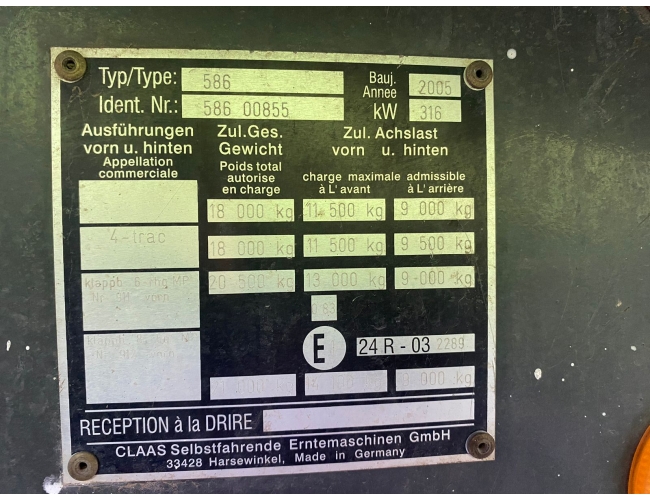 Typ/Type: 586 Bauj. Annee 2005
Ident. Nr.: 586 00855 kW 316
Ausführungen vorn u. hinten
Appellation commerciale
Zul.Ges. Gewicht
Poids total autorise en charge
Zul. Achslast vorn u. hinten
charge maximale admissible
à L'avant à L'arrière
18 000 kg 11 500 kg 9 000 kg
4-trac 18 000 kg 11 500 kg 9 500 kg
klappb. 20 500 kg 13 000 kg 9 000 kg
vorn
E 24 R - 03 2289
000 kg
RECEPTION à la DRIRE
CLAAS Selbstfahrende Erntemaschinen GmbH
33428 Harsewinkel, Made in Germany